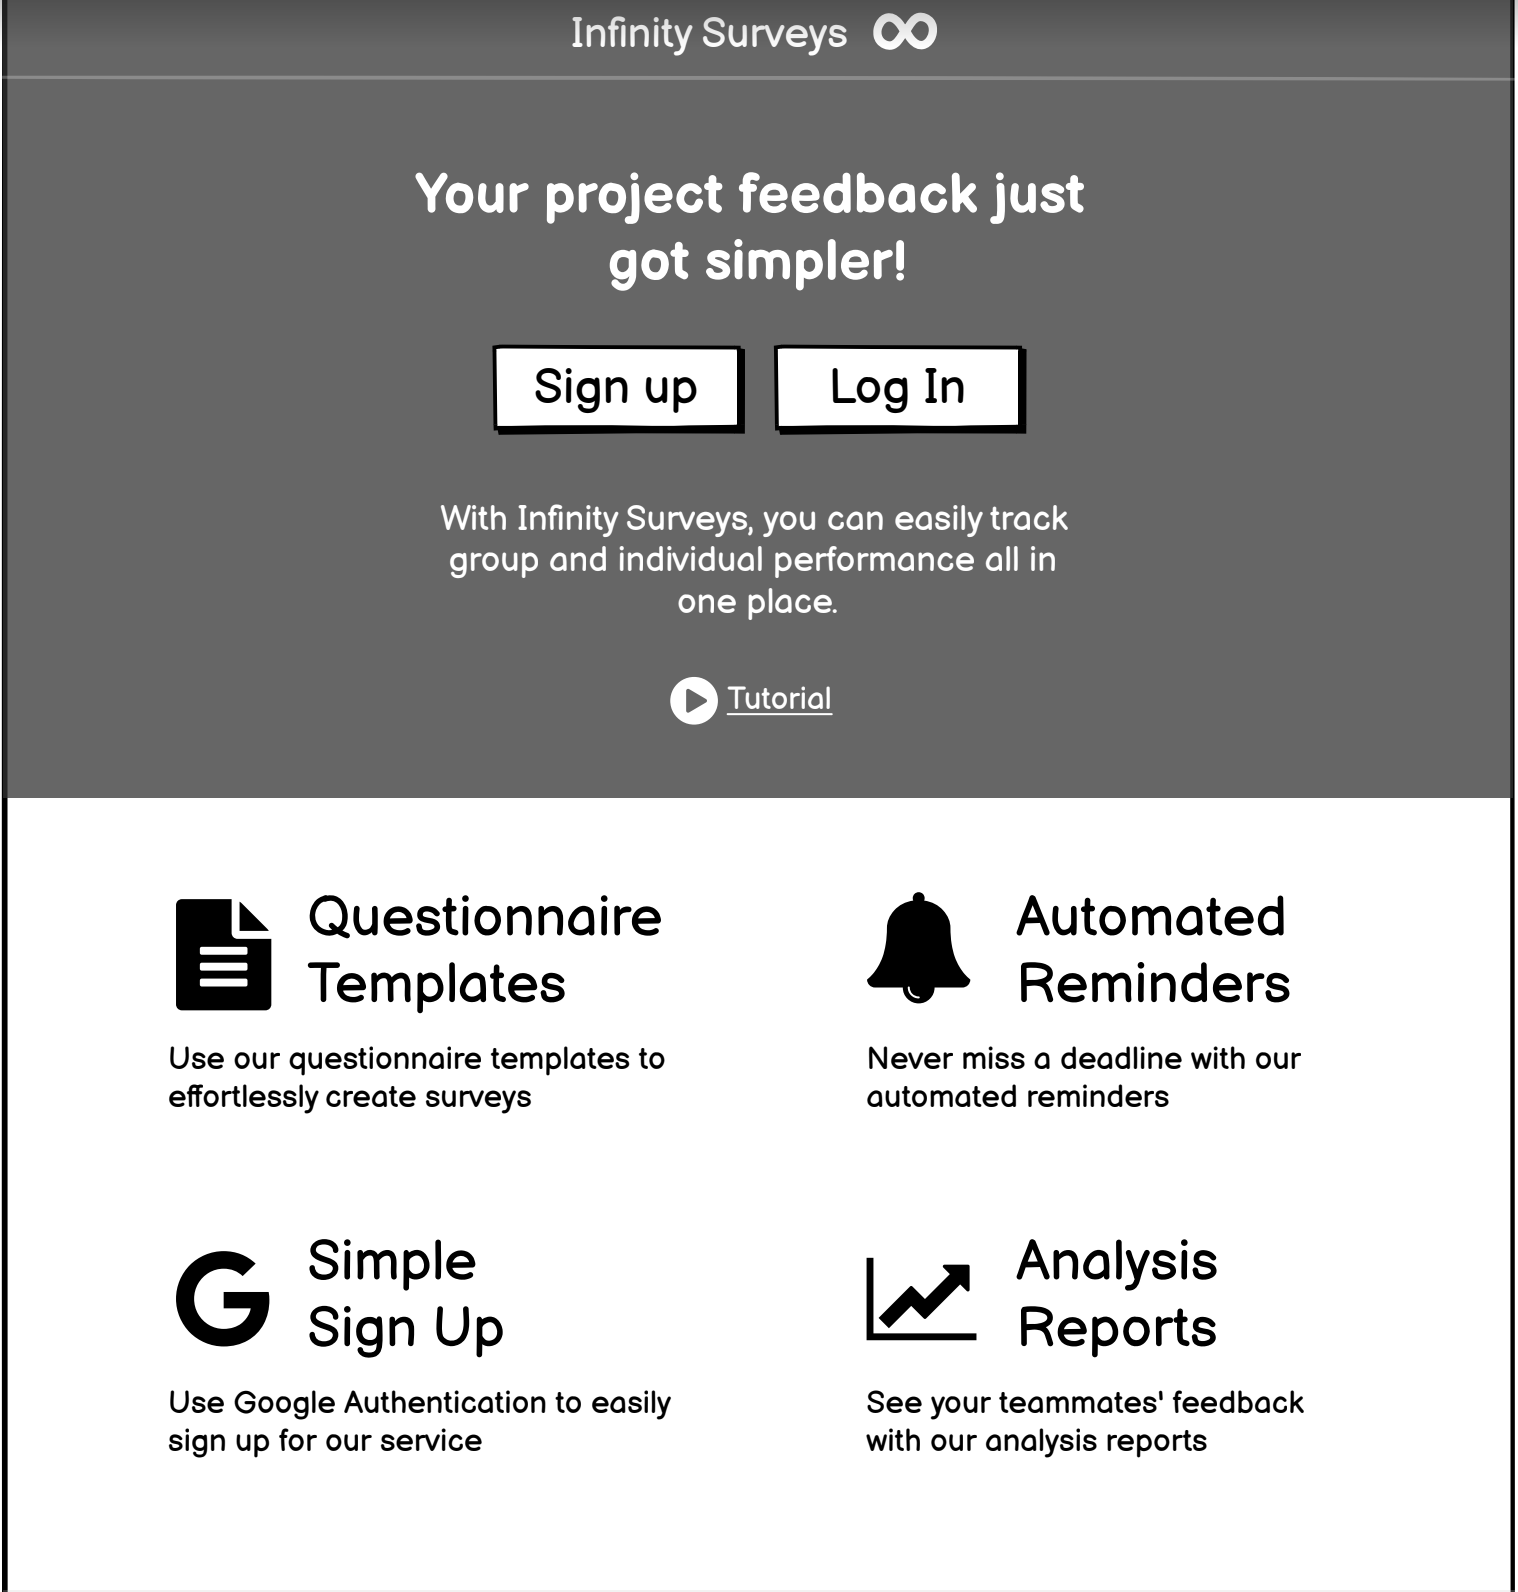 Infinity Surveys
Your project feedback just
got simpler!
Sign up
Log In
With Infinity Surveys, you can easily track
group and individual performance all in
one place.
Tutorial
Questionnaire
Templates
Use our questionnaire templates to
effortlessly create surveys
Automated
Reminders
Never miss a deadline with our
automated reminders
Simple
Sign Up
Use Google Authentication to easily
sign up for our service
Analysis
Reports
See your teammates' feedback
with our analysis reports